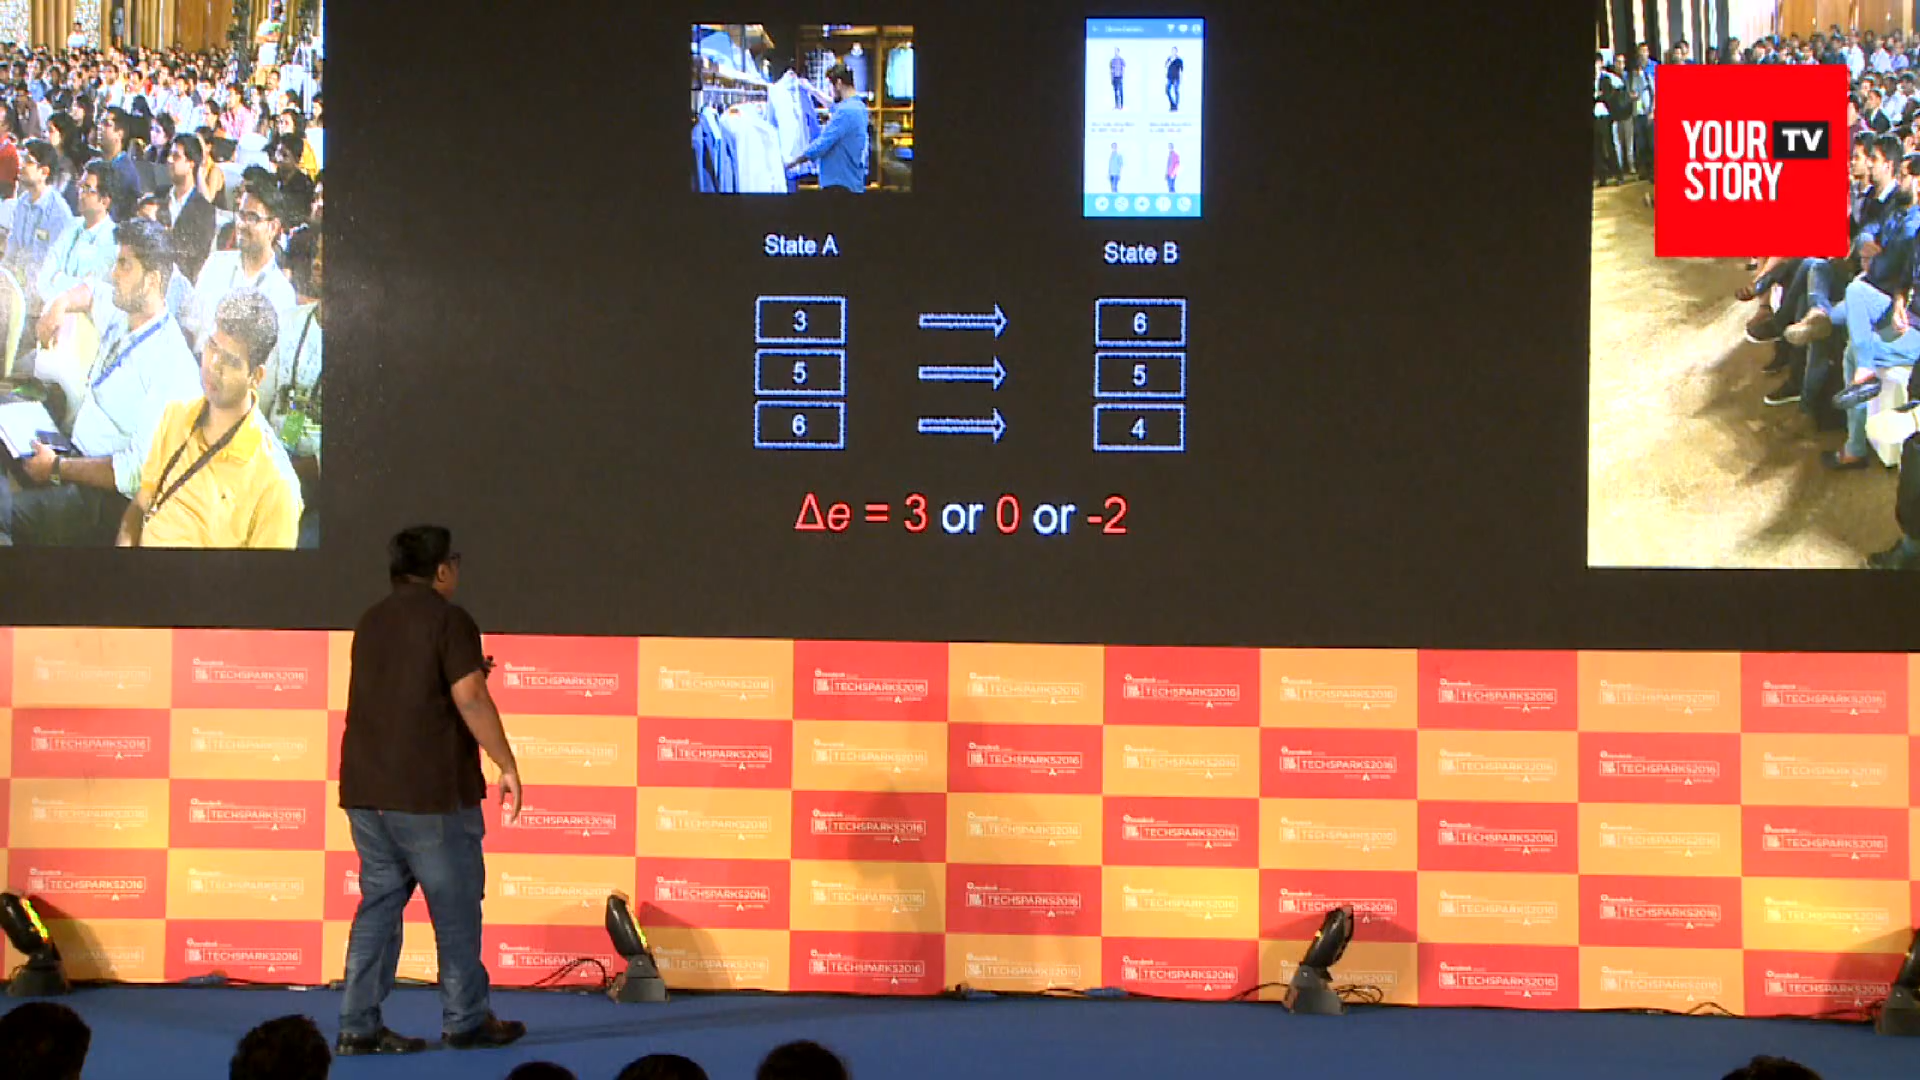 YOUR TV
STORY
State A
State B
3
6
5
5
6
4
Δe = 3 or 0 or -2
TECHSPARKS2016